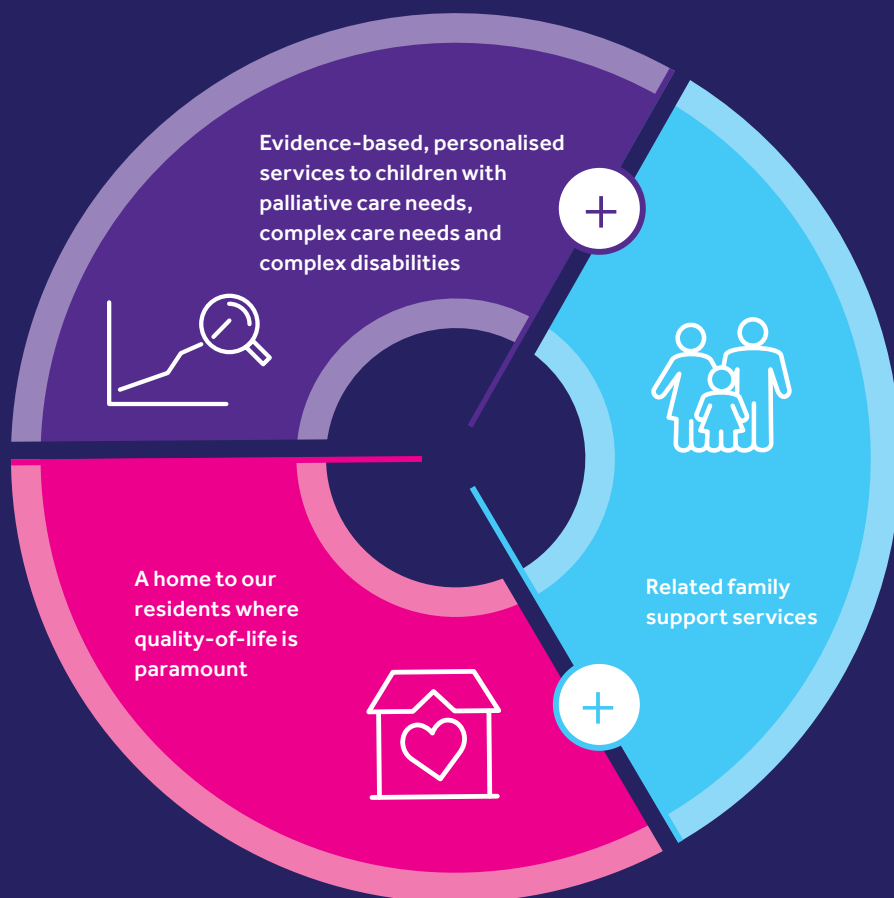 Evidence-based, personalised
services to children with
palliative care needs,
complex care needs and
complex disabilities
+
Related family
support services
+
A home to our
residents where
quality-of-life is
paramount